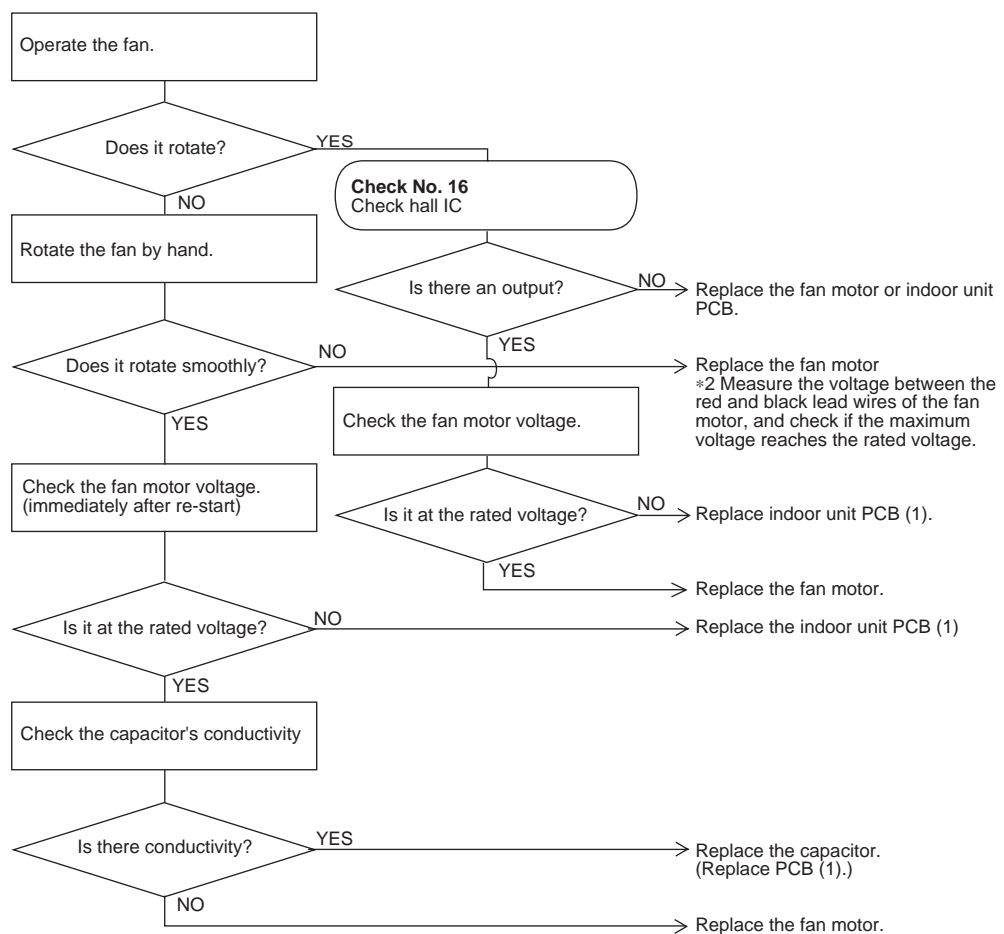 Operate the fan.
Does it rotate?
YES
NO
Check No. 16
Check hall IC
Rotate the fan by hand.
Is there an output?
NO
Replace the fan motor or indoor unit
PCB.
YES
Does it rotate smoothly?
NO
Replace the fan motor
*2 Measure the voltage between the
red and black lead wires of the fan
motor, and check if the maximum
voltage reaches the rated voltage.
YES
Check the fan motor voltage.
Check the fan motor voltage.
(immediately after re-start)
Is it at the rated voltage?
NO
Replace indoor unit PCB (1).
YES
Replace the fan motor.
Is it at the rated voltage?
NO
Replace the indoor unit PCB (1)
YES
Check the capacitor's conductivity
Is there conductivity?
YES
Replace the capacitor.
(Replace PCB (1).)
NO
Replace the fan motor.